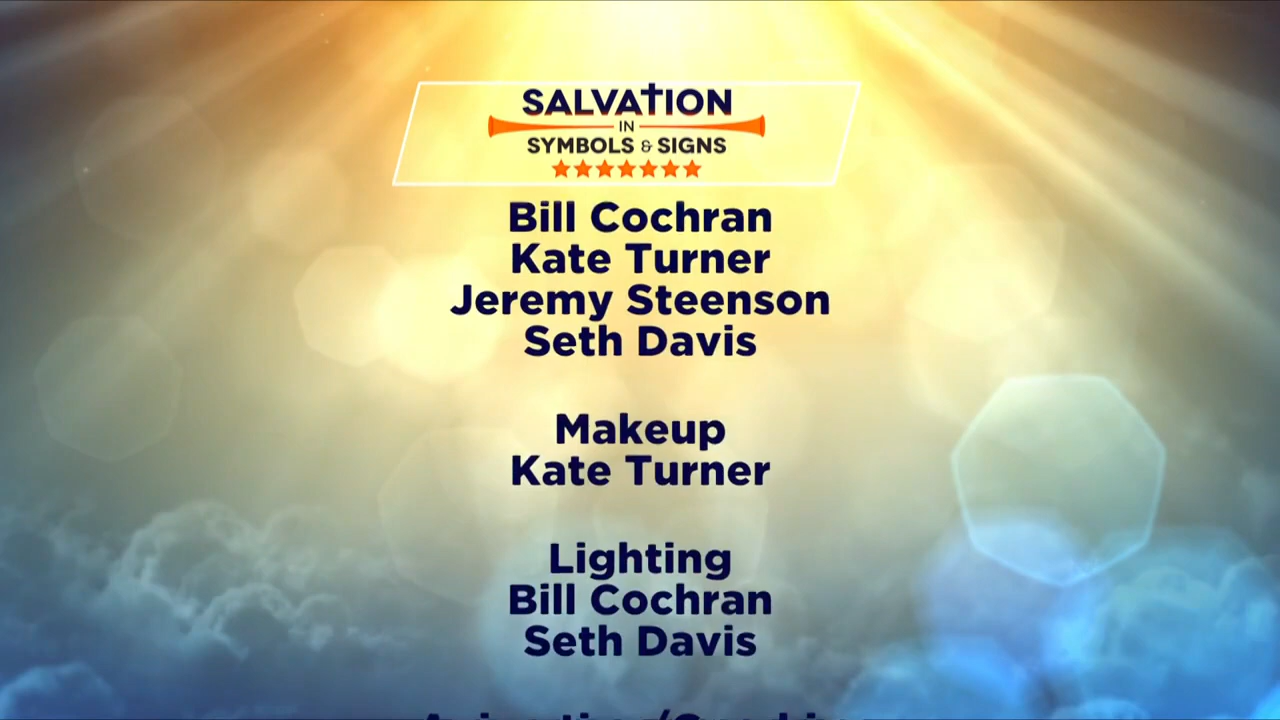 SALVATION
IN
SYMBOLS & SIGNS
Bill Cochran
Kate Turner
Jeremy Steenson
Seth Davis
Makeup
Kate Turner
Lighting
Bill Cochran
Seth Davis